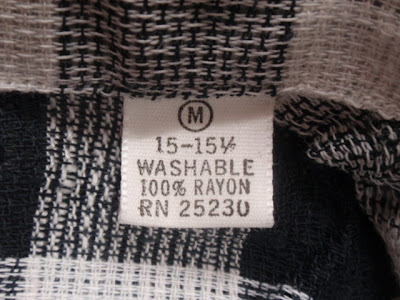 M
15-15½
WASHABLE
100% RAYON
RN 25230